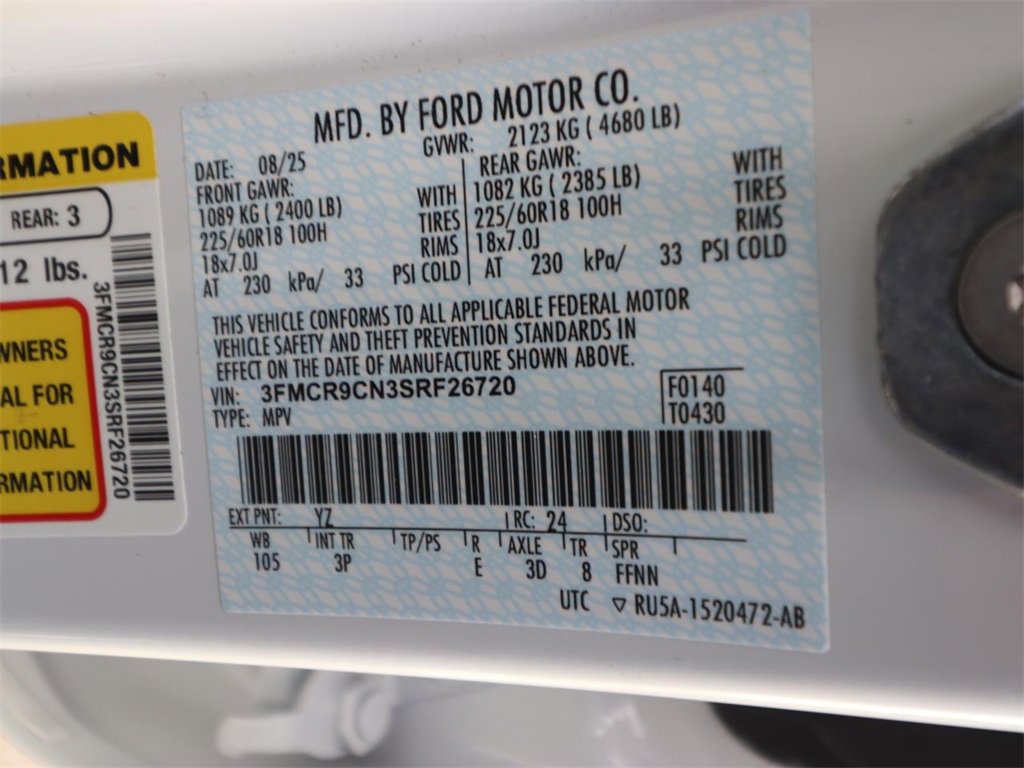 RMATION
REAR: 3
12 lbs.
WNERS
AL FOR
TIONAL
RMATION
3FMCR9CN3SRF26720
MFD. BY FORD MOTOR CO.
DATE: 08/25 GVWR: 2123 KG ( 4680 LB)
FRONT GAWR: WITH REAR GAWR: WITH
1089 KG (2400 LB) TIRES 1082 KG ( 2385 LB) TIRES
225/60R18 100H RIMS 225/60R18 100H RIMS
18x7.0J 18x7.0J
AT 230 kPa/ 33 PSI COLD AT 230 kPa/ 33 PSI COLD
THIS VEHICLE CONFORMS TO ALL APPLICABLE FEDERAL MOTOR
VEHICLE SAFETY AND THEFT PREVENTION STANDARDS IN
EFFECT ON THE DATE OF MANUFACTURE SHOWN ABOVE.
VIN: 3FMCR9CN3SRF26720 F0140
TYPE: MPV T0430
EXT PNT: YZ RC: 24 DSO:
WB INT TR TP/PS R AXLE TR SPR
105 3P E 3D 8 FFNN
UTC ▽ RU5A-1520472-AB